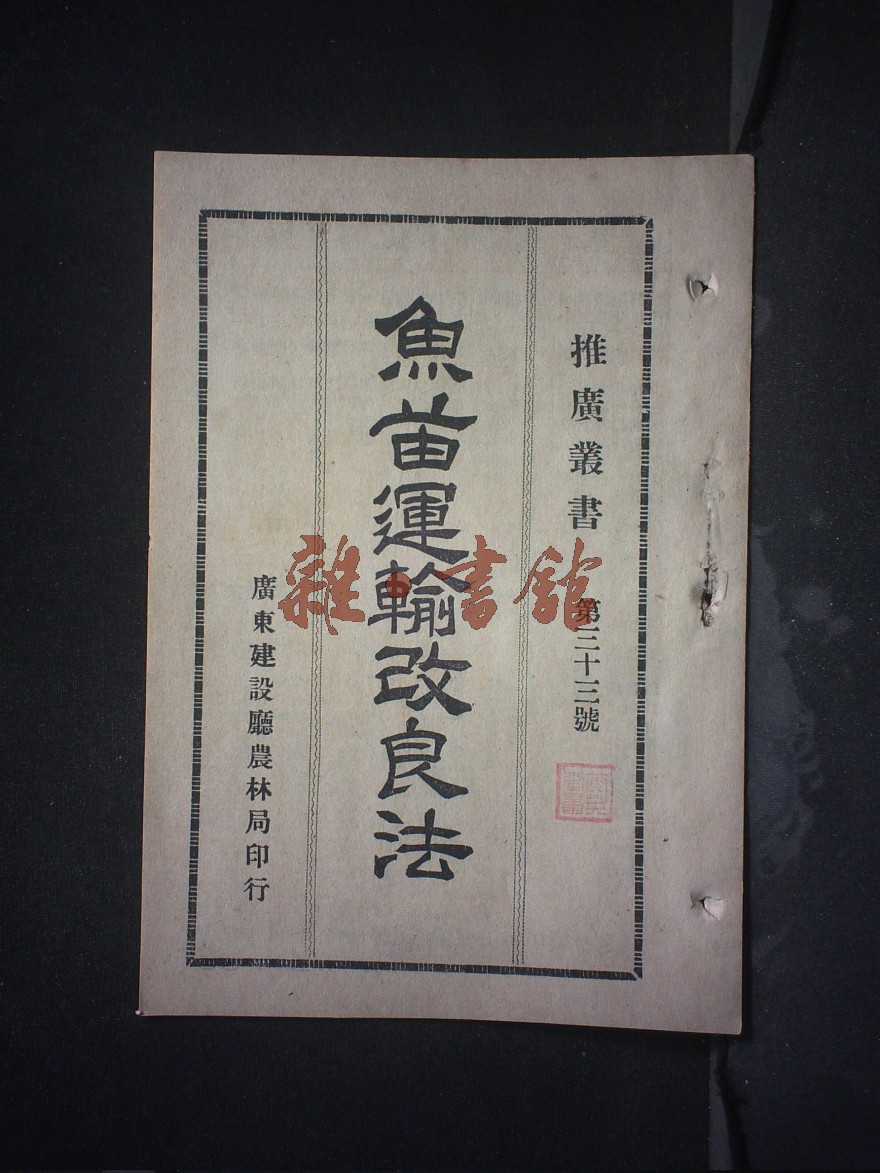 推廣叢書 第三十三號
魚苗運輸改良法
廣東建設廳農林局印行
雜·書館